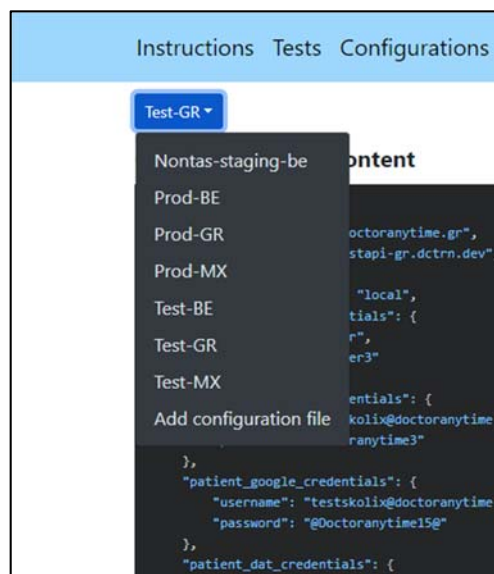 Instructions Tests Configurations
Test-GR
Nontas-staging-be
ontent
Prod-BE
Prod-GR
octoranytime.gr",
stapi-gr.dctrn.dev"
Prod-MX
"local",
Test-BE
tials": {
r",
Test-GR
er3"
Test-MX
entials": {
Add configuration file
skolix@doctoranytime
ranytime3"
},
"patient_google_credentials": {
"username": "testskolix@doctoranytime
"password": "@Doctoranytime15@"
},
"patient_dat_credentials": {